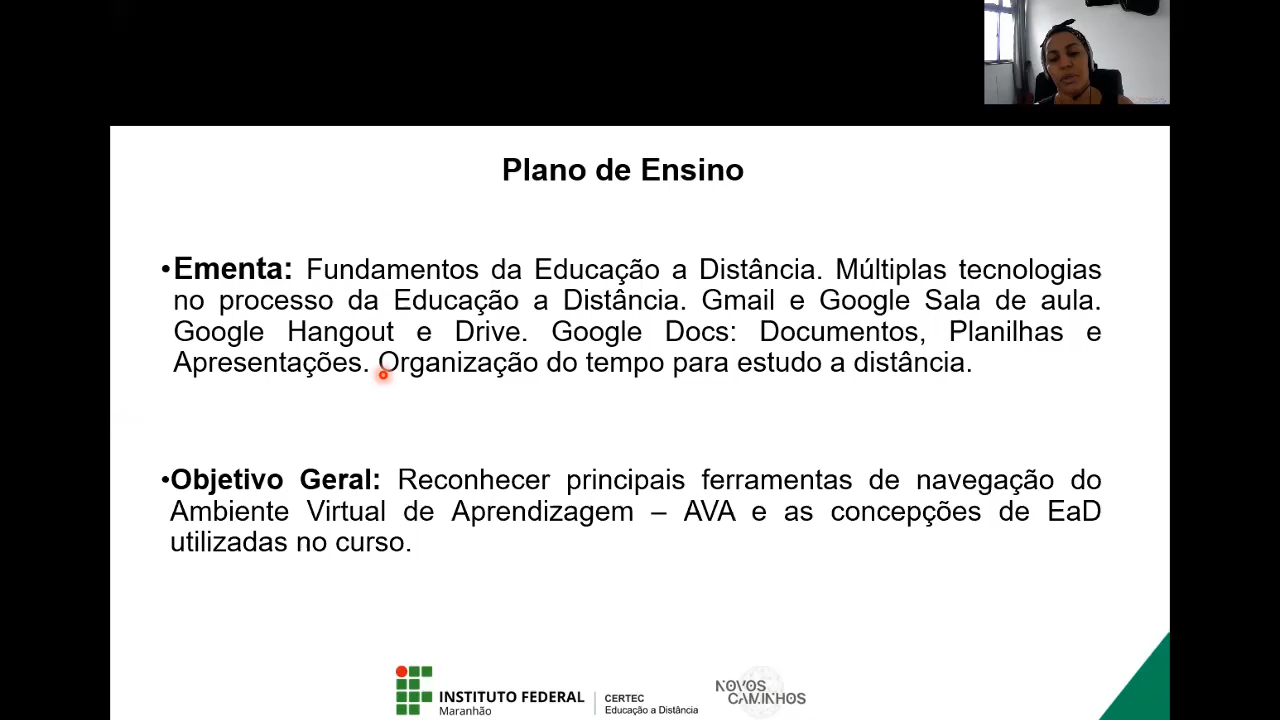 Plano de Ensino
•Ementa: Fundamentos da Educação a Distância. Múltiplas tecnologias
no processo da Educação a Distância. Gmail e Google Sala de aula.
Google Hangout e Drive. Google Docs: Documentos, Planilhas e
Apresentações. Organização do tempo para estudo a distância.
•Objetivo Geral: Reconhecer principais ferramentas de navegação do
Ambiente Virtual de Aprendizagem – AVA e as concepções de EaD
utilizadas no curso.
INSTITUTO FEDERAL
Maranhão
CERTEC
Educação a Distância
NOVOS
CAMINHOS